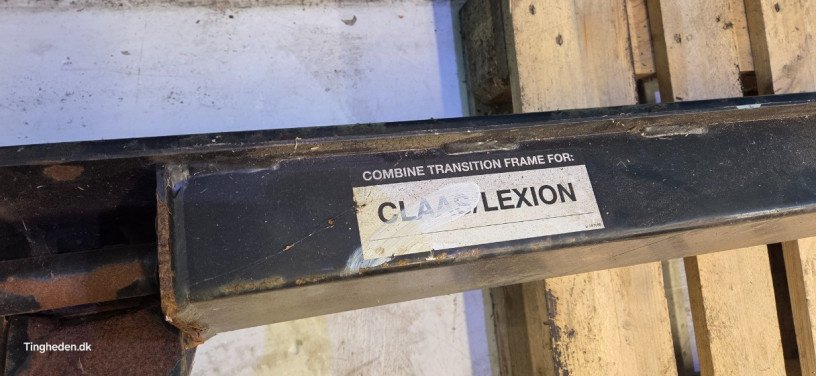 COMBINE TRANSITION FRAME FOR:
CLAAS/LEXION
Tingheden.dk